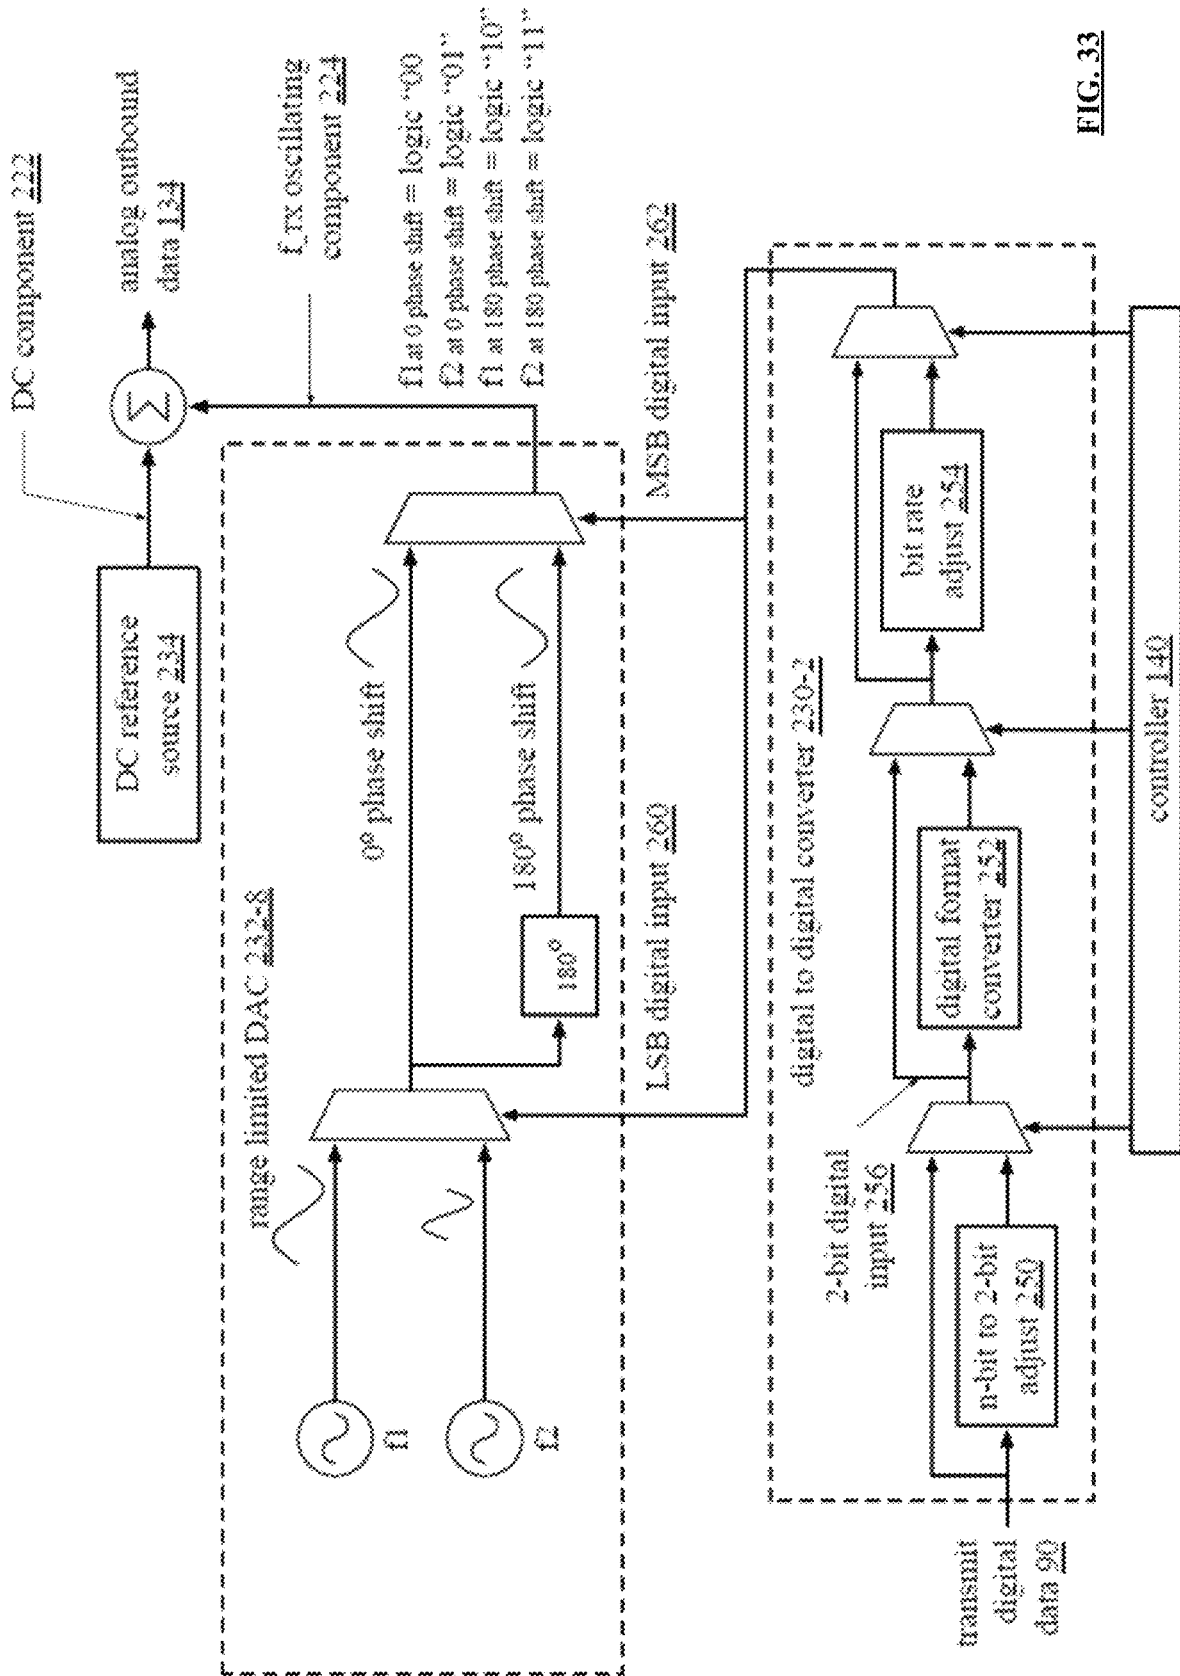 DC component 222
analog outbound
data 134
DC reference
source 234
f_rx oscillating
component 224
f1 at 0 phase shift = logic "00
f2 at 0 phase shift = logic "01"
f1 at 180 phase shift = logic "10"
f2 at 180 phase shift = logic "11"
range limited DAC 232-8
f1
f2
0° phase shift
180° phase shift
180°
LSB digital input 260
MSB digital input 262
digital to digital converter 230-2
transmit
digital
data 90
n-bit to 2-bit
adjust 250
2-bit digital
input 256
digital format
converter 252
bit rate
adjust 254
controller 140
FIG. 33